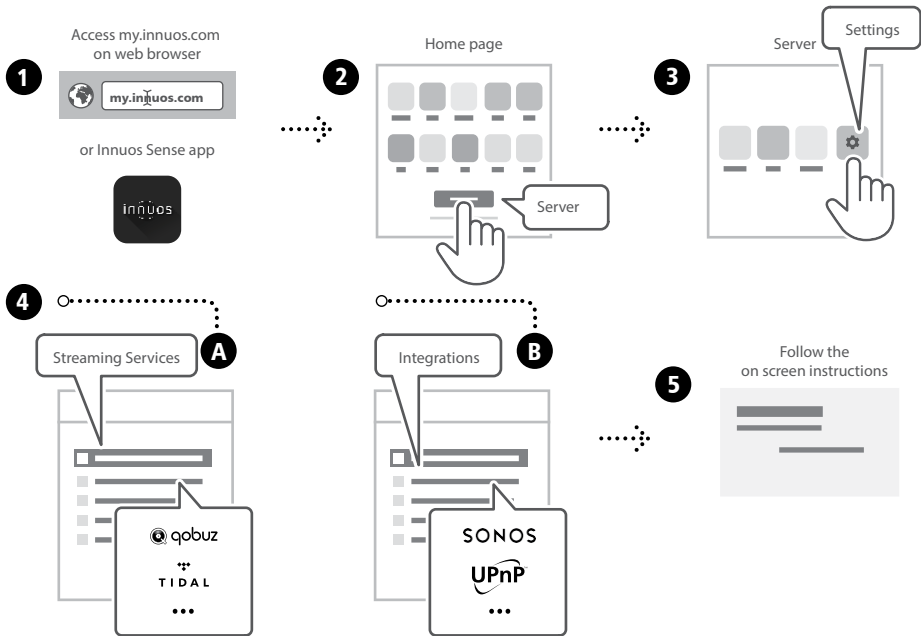 Access my.innuos.com
on web browser
1
my.innuos.com
or Innuos Sense app
innuos
2
Home page
Server
3
Server
Settings
4
A
Streaming Services
qobuz
TIDAL
...
B
Integrations
SONOS
UPnP
...
5
Follow the
on screen instructions